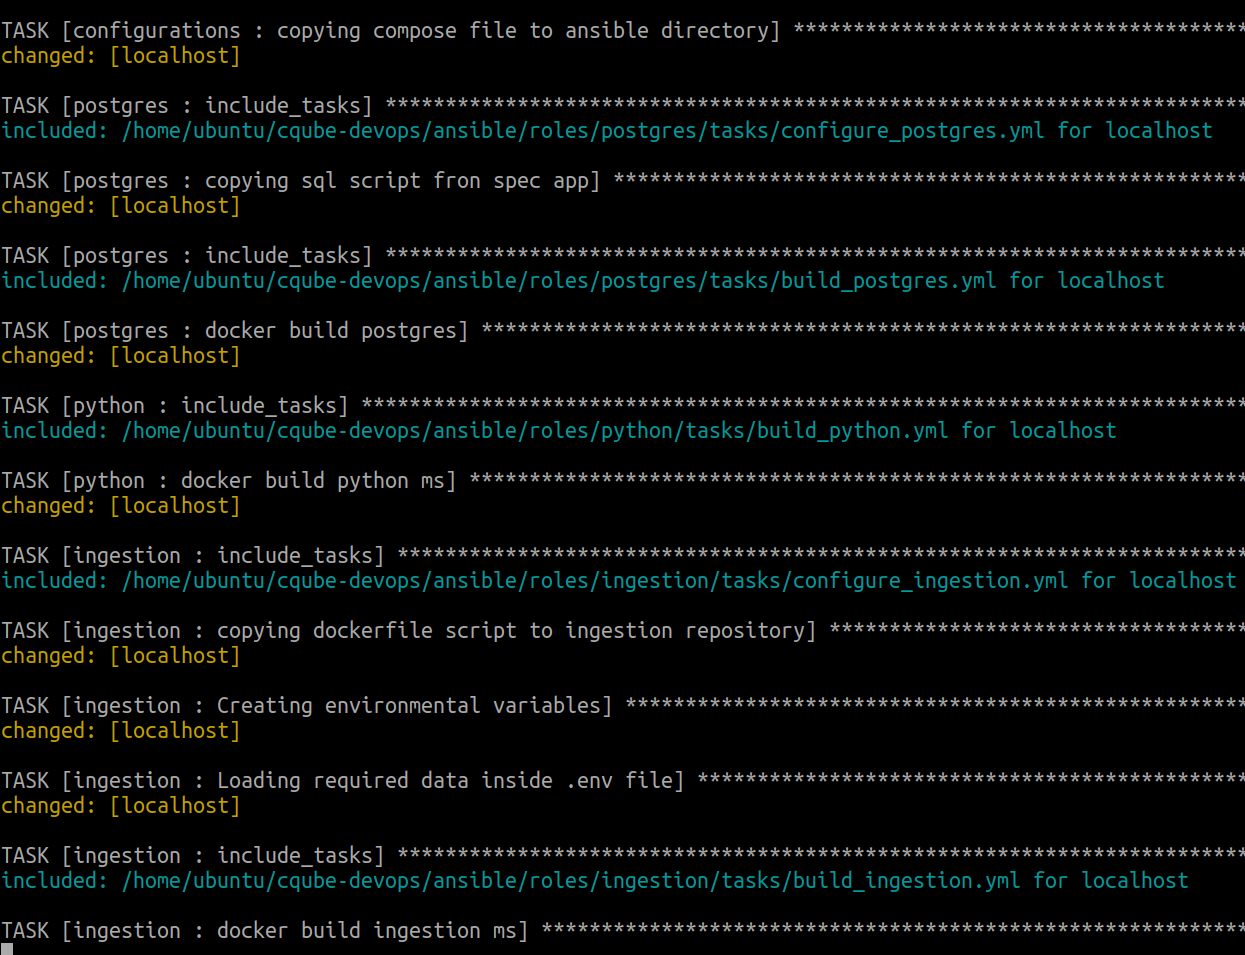 TASK [configurations : copying compose file to ansible directory] **************************************
changed: [localhost]
TASK [postgres : include_tasks] ************************************************************************
included: /home/ubuntu/cqube-devops/ansible/roles/postgres/tasks/configure_postgres.yml for localhost
TASK [postgres : copying sql script fron spec app] *****************************************************
changed: [localhost]
TASK [postgres : include_tasks] ************************************************************************
included: /home/ubuntu/cqube-devops/ansible/roles/postgres/tasks/build_postgres.yml for localhost
TASK [postgres : docker build postgres] ****************************************************************
changed: [localhost]
TASK [python : include_tasks] **************************************************************************
included: /home/ubuntu/cqube-devops/ansible/roles/python/tasks/build_python.yml for localhost
TASK [python : docker build python ms] *****************************************************************
changed: [localhost]
TASK [ingestion : include_tasks] ***********************************************************************
included: /home/ubuntu/cqube-devops/ansible/roles/ingestion/tasks/configure_ingestion.yml for localhost
TASK [ingestion : copying dockerfile script to ingestion repository] ***********************************
changed: [localhost]
TASK [ingestion : Creating environmental variables] ****************************************************
changed: [localhost]
TASK [ingestion : Loading required data inside .env file] **********************************************
changed: [localhost]
TASK [ingestion : include_tasks] ***********************************************************************
included: /home/ubuntu/cqube-devops/ansible/roles/ingestion/tasks/build_ingestion.yml for localhost
TASK [ingestion : docker build ingestion ms] ***********************************************************